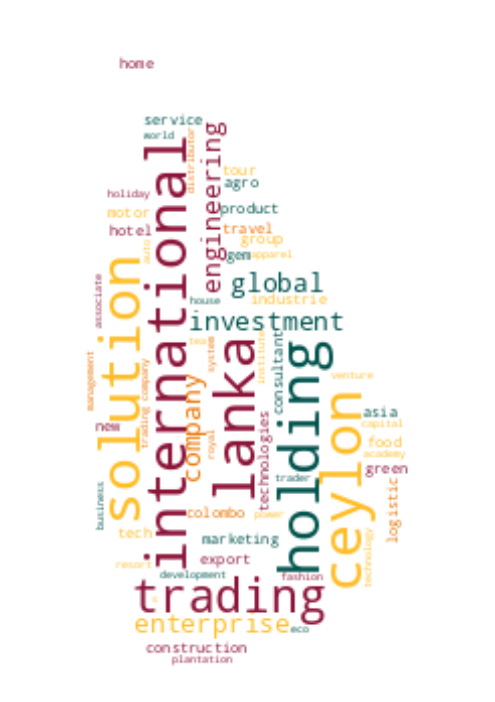 home
service
world
distributor
engineering
international
tour
agro
holiday
motor
product
hotel
travel
group
auto
gem
apparel
solution
global
associate
house
industrie
investment
tea
system
institute
consultant
holding
lanka
management
trading company
company
venture
ceylon
asia
capital
new
royal
technologies
food
academy
green
trader
business
colombo
power
logistic
tech
marketing
technology
resort
export
development
fashion
trading
enterprise
eco
construction
plantation